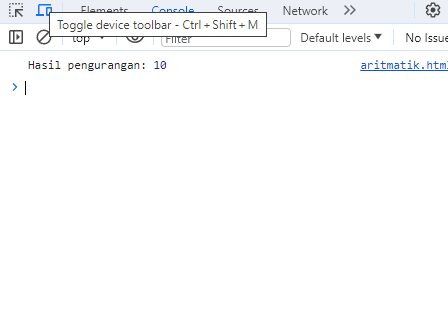 Elements Console Sources Network
Toggle device toolbar - Ctrl + Shift + M
top Filter Default levels No Issue
Hasil pengurangan: 10 aritmatik.html